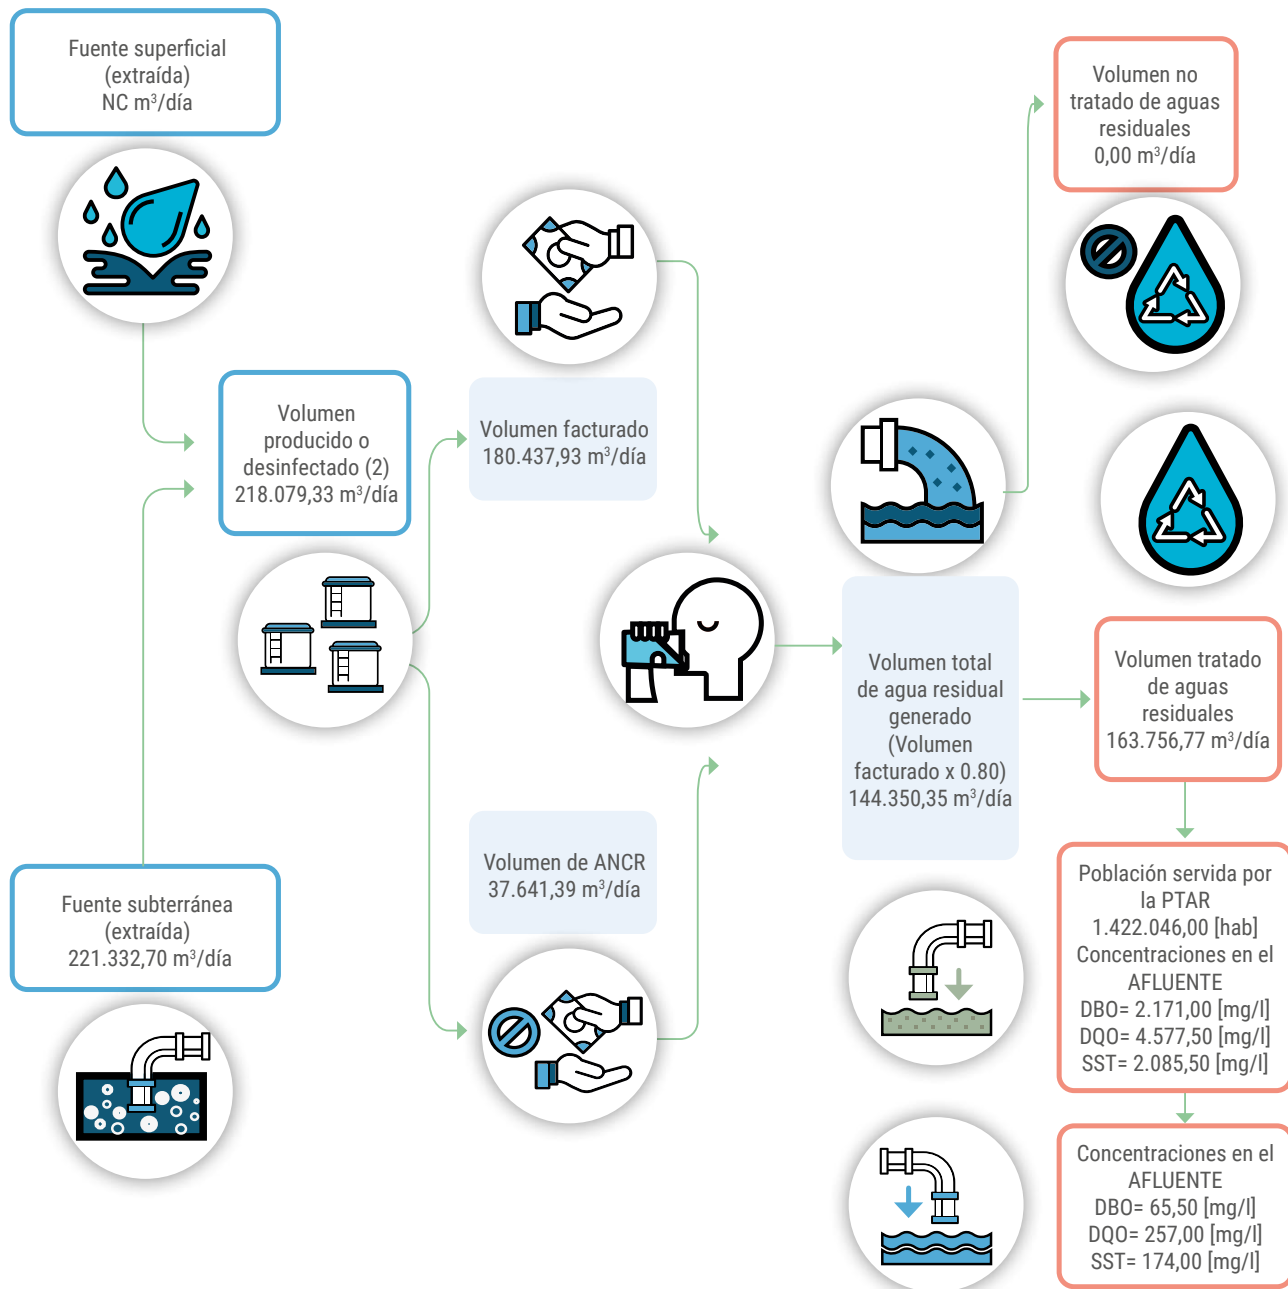 Fuente superficial
(extraída)
NC m³/día
Volumen no
tratado de aguas
residuales
0,00 m³/día
Volumen
producido o
desinfectado (2)
218.079,33 m³/día
Volumen facturado
180.437,93 m³/día
Volumen total
de agua residual
generado
(Volumen
facturado x 0.80)
144.350,35 m³/día
Volumen tratado
de aguas
residuales
163.756,77 m³/día
Volumen de ANCR
37.641,39 m³/día
Fuente subterránea
(extraída)
221.332,70 m³/día
Población servida por
la PTAR
1.422.046,00 [hab]
Concentraciones en el
AFLUENTE
DBO= 2.171,00 [mg/l]
DQO= 4.577,50 [mg/l]
SST= 2.085,50 [mg/l]
Concentraciones en el
AFLUENTE
DBO= 65,50 [mg/l]
DQO= 257,00 [mg/l]
SST= 174,00 [mg/l]